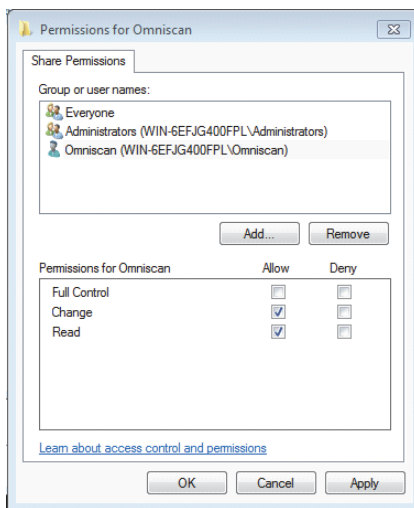 Permissions for Omniscan
Share Permissions
Group or user names:
Everyone
Administrators (WIN-6EFJG400FPL\Administrators)
Omniscan (WIN-6EFJG400FPL\Omniscan)
Add... Remove
Permissions for Omniscan Allow Deny
Full Control
Change
Read
Learn about access control and permissions
OK Cancel Apply